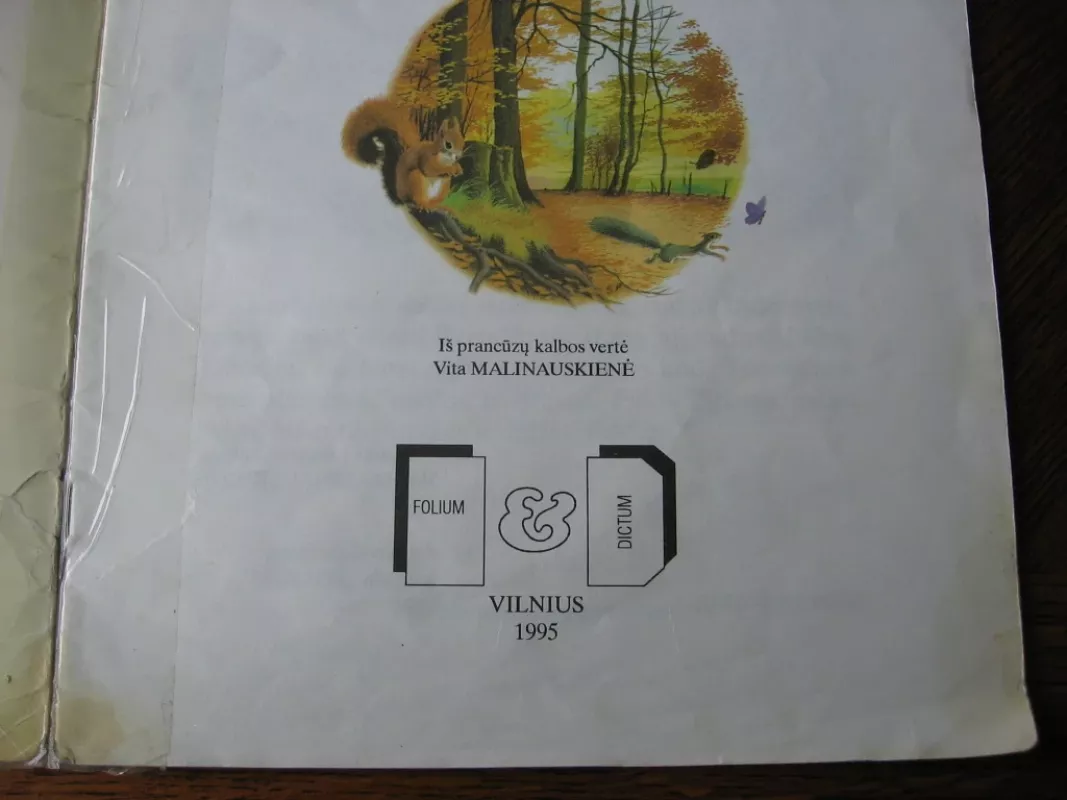 Iš prancūzų kalbos vertė
Vita MALINAUSKIENĖ
FOLIUM
&
DICTUM
VILNIUS
1995